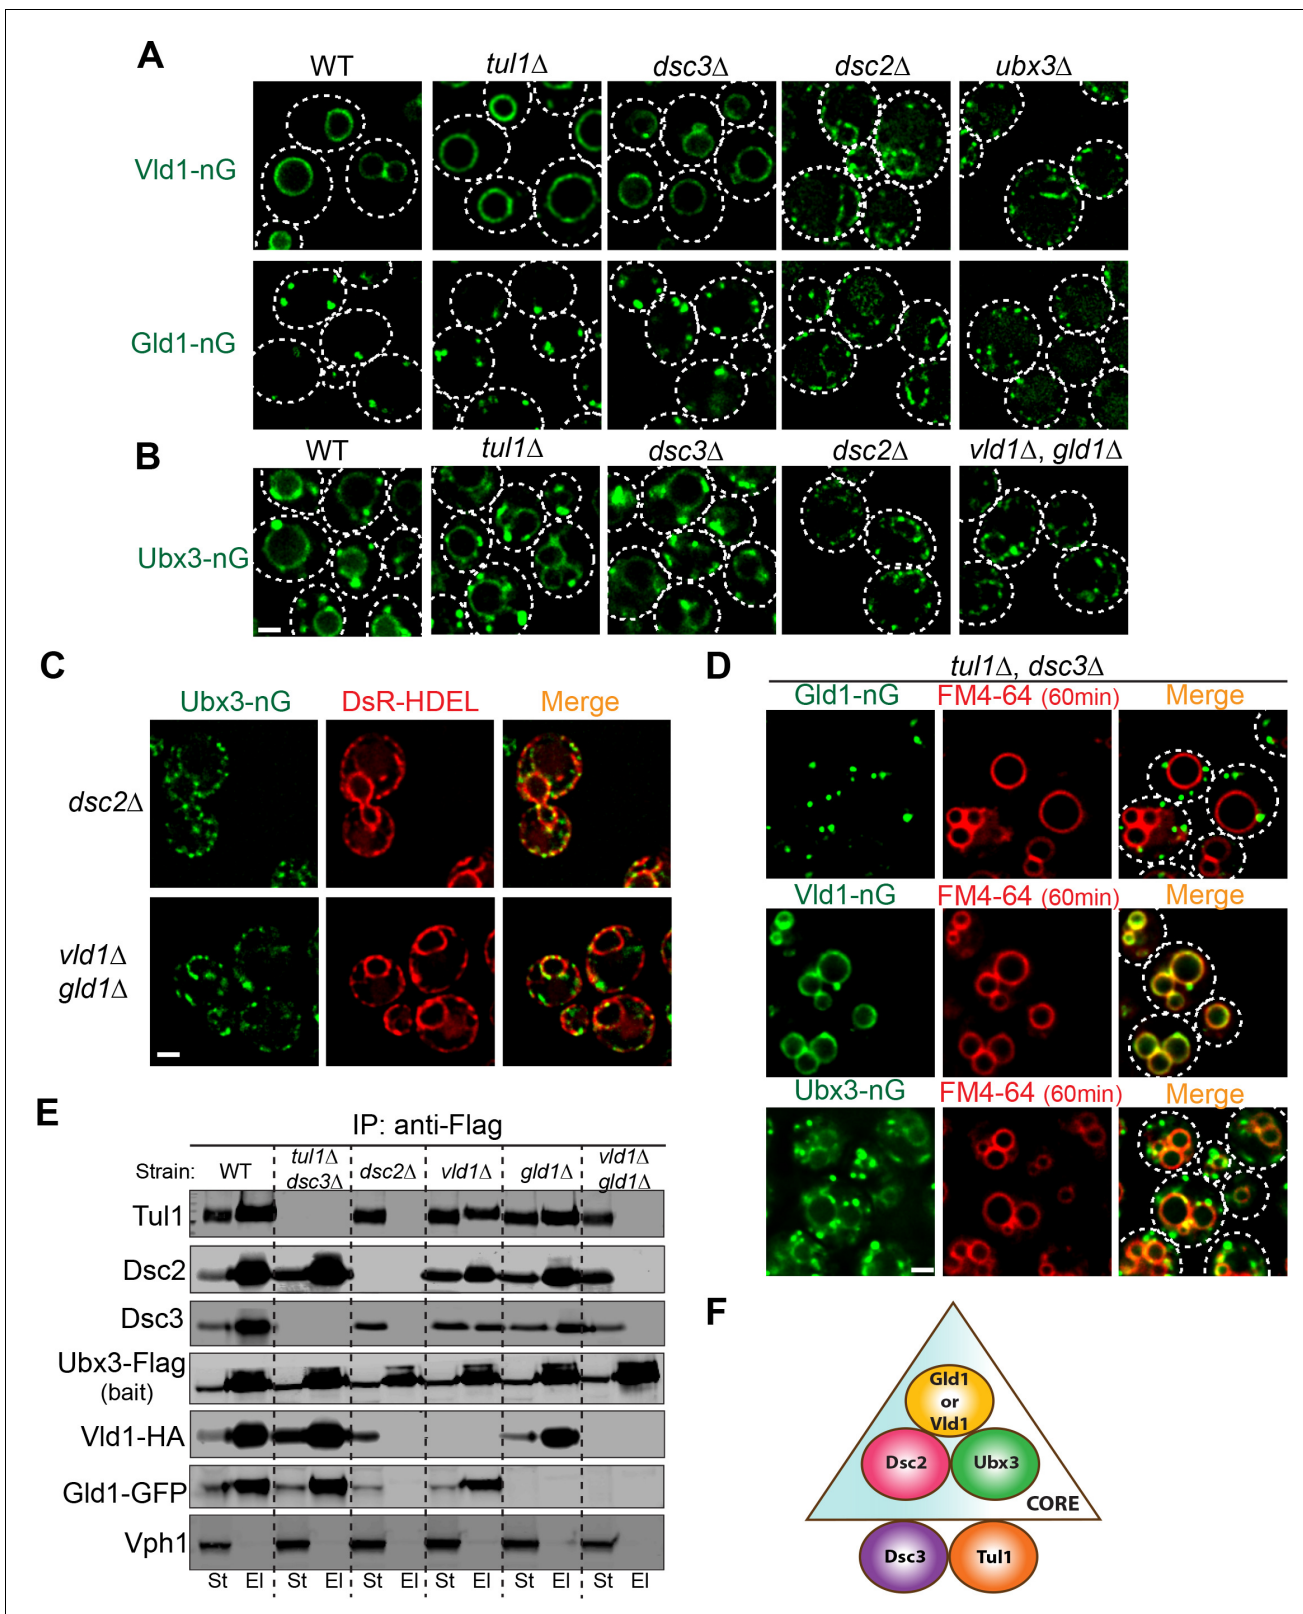 A
WT tul1Δ dsc3Δ dsc2Δ ubx3Δ
Vld1-nG
Gld1-nG
B
WT tul1Δ dsc3Δ dsc2Δ vld1Δ, gld1Δ
Ubx3-nG
C
Ubx3-nG DsR-HDEL Merge
dsc2Δ
vld1Δ
gld1Δ
D
tul1Δ, dsc3Δ
Gld1-nG FM4-64 (60min) Merge
Vld1-nG FM4-64 (60min) Merge
Ubx3-nG FM4-64 (60min) Merge
E
IP: anti-Flag
Strain: WT tul1Δ dsc3Δ dsc2Δ vld1Δ gld1Δ vld1Δ gld1Δ
Tul1
Dsc2
Dsc3
Ubx3-Flag
(bait)
Vld1-HA
Gld1-GFP
Vph1
St El St El St El St El St El St El
F
Gld1
or
Vld1
Dsc2 Ubx3
CORE
Dsc3 Tul1